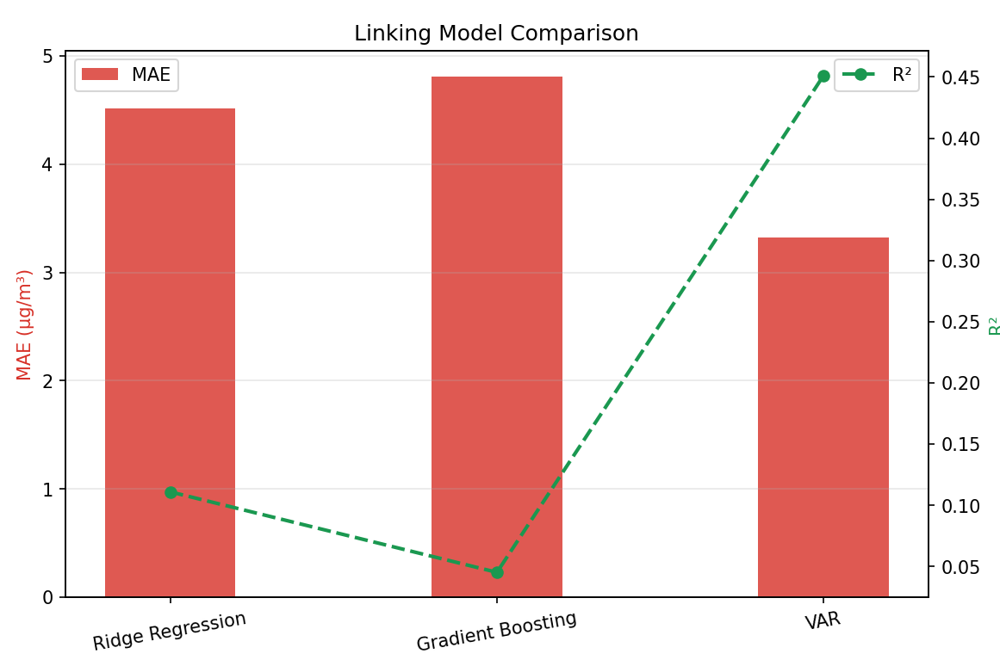 Linking Model Comparison
MAE
R²
MAE (µg/m³)
5
4
3
2
1
0
0.45
0.40
0.35
0.30
0.25
0.20
0.15
0.10
0.05
R²
Ridge Regression
Gradient Boosting
VAR